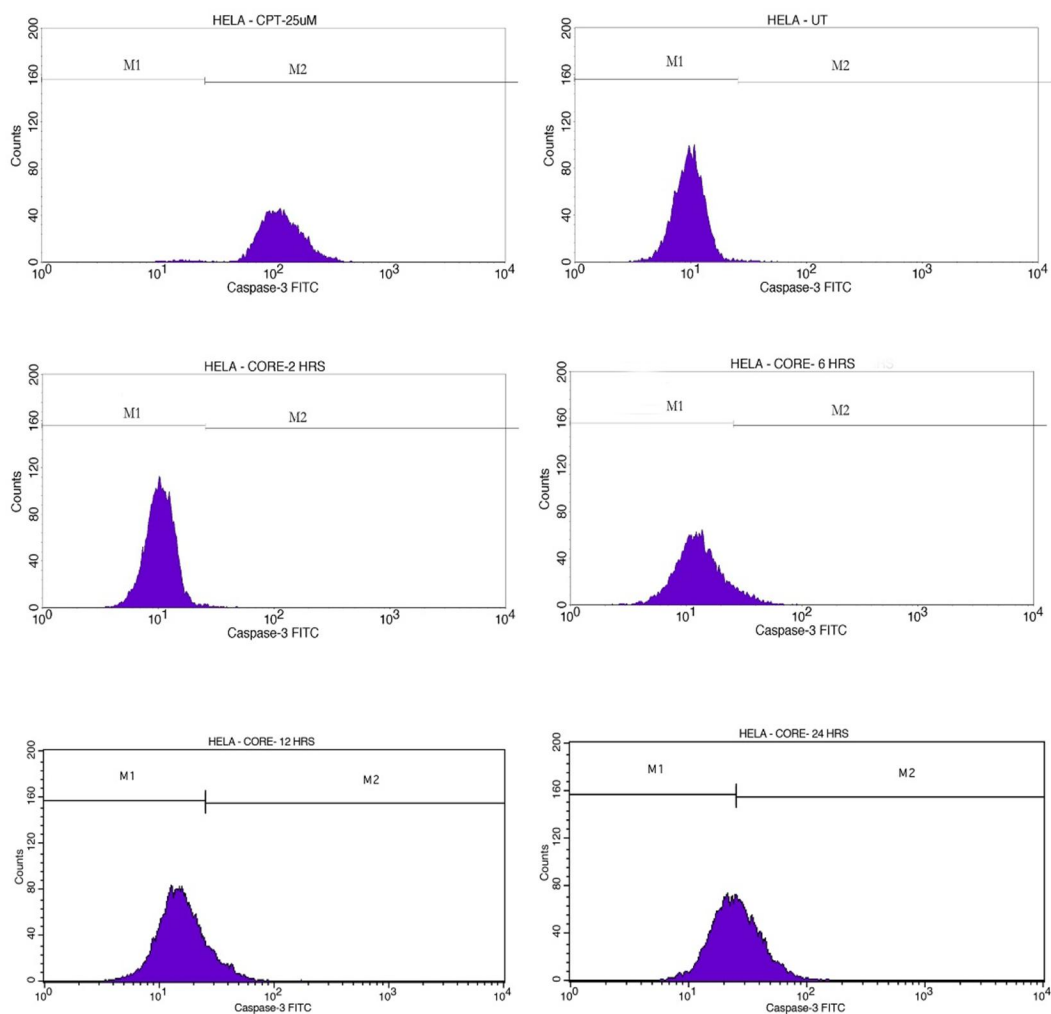 HELA - CPT-25uM
200
160
120
80
40
0
Counts
M1
M2
10^0
10^1
10^2
10^3
10^4
Caspase-3 FITC
HELA - UT
200
160
120
80
40
0
Counts
M1
M2
10^0
10^1
10^2
10^3
10^4
Caspase-3 FITC
HELA - CORE-2 HRS
200
160
120
80
40
0
Counts
M1
M2
10^0
10^1
10^2
10^3
10^4
Caspase-3 FITC
HELA - CORE- 6 HRS
200
160
120
80
40
0
Counts
M1
M2
10^0
10^1
10^2
10^3
10^4
Caspase-3 FITC
HELA - CORE- 12 HRS
200
160
120
80
40
0
Counts
M1
M2
10^0
10^1
10^2
10^3
10^4
Caspase-3 FITC
HELA - CORE- 24 HRS
200
160
120
80
40
0
Counts
M1
M2
10^0
10^1
10^2
10^3
10^4
Caspase-3 FITC